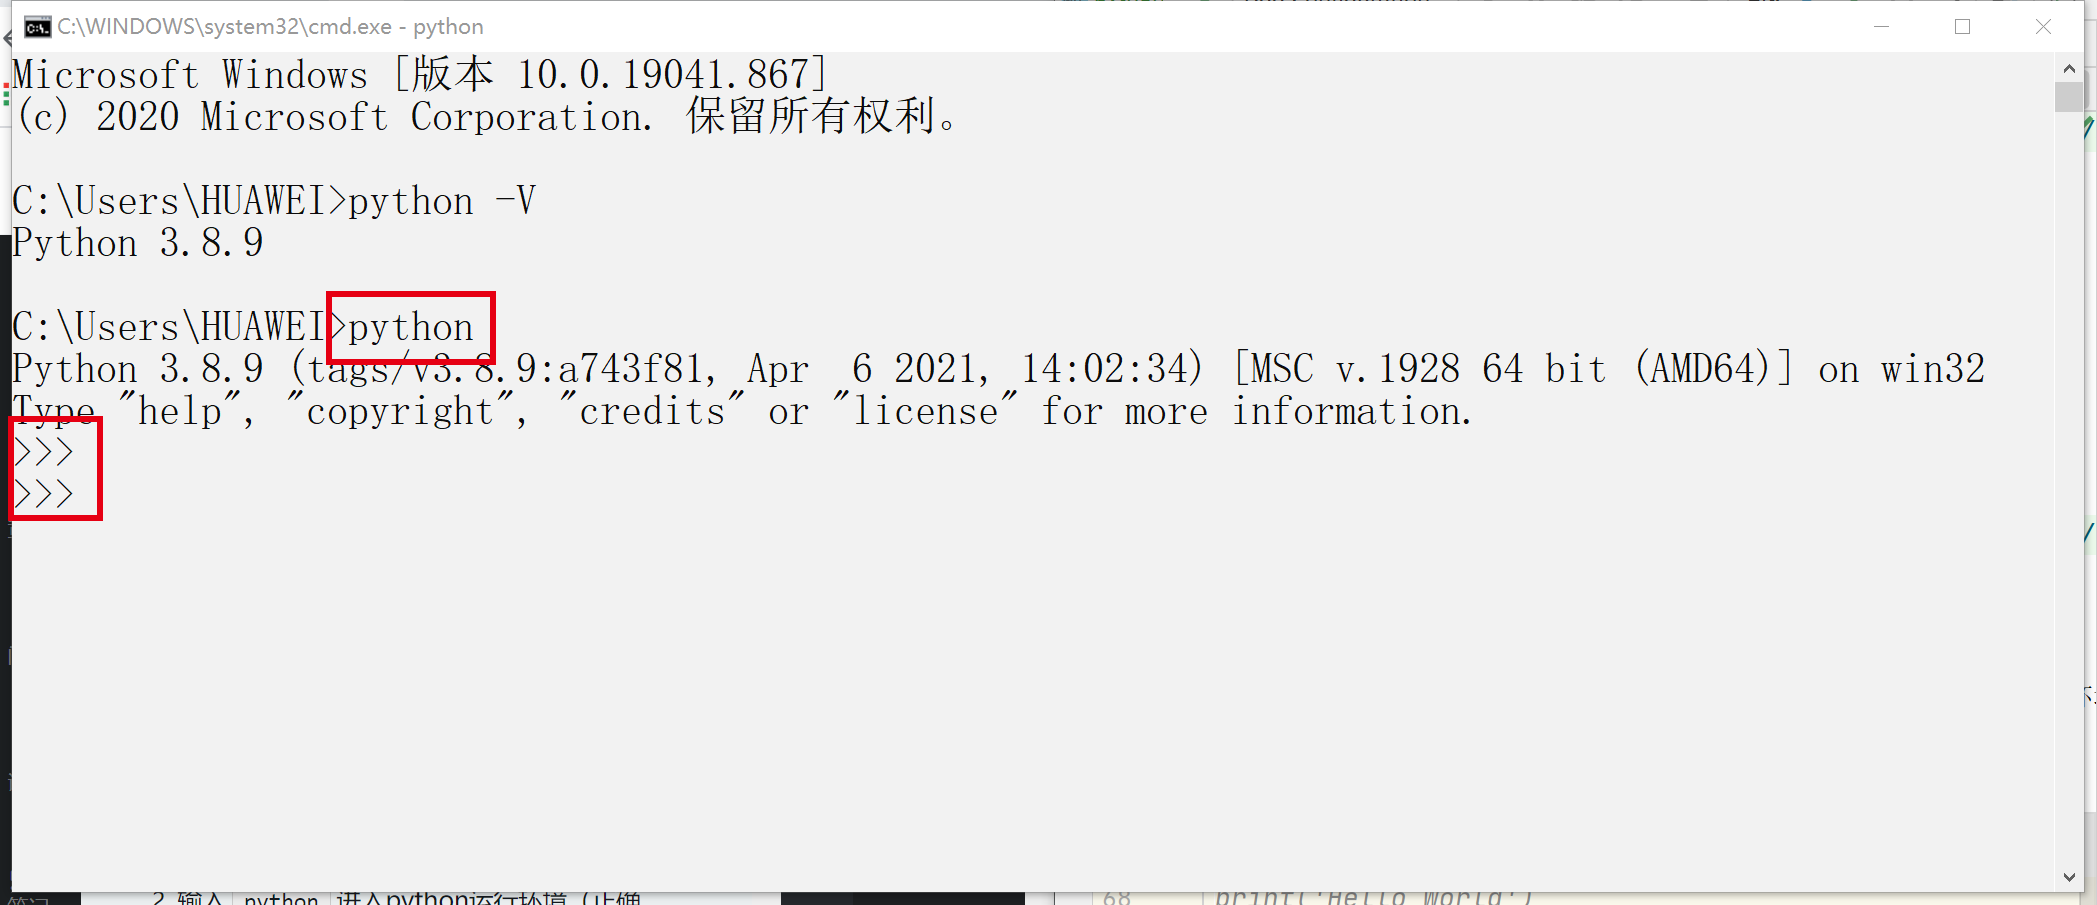 C:\WINDOWS\system32\cmd.exe - python
Microsoft Windows [版本 10.0.19041.867]
(c) 2020 Microsoft Corporation. 保留所有权利。
C:\Users\HUAWEI>python -V
Python 3.8.9
C:\Users\HUAWEI>python
Python 3.8.9 (tags/v3.8.9:a743f81, Apr  6 2021, 14:02:34) [MSC v.1928 64 bit (AMD64)] on win32
Type "help", "copyright", "credits" or "license" for more information.
>>>
>>>
2 输入 python 进入python运行环境（正确
68 print('Hello World')